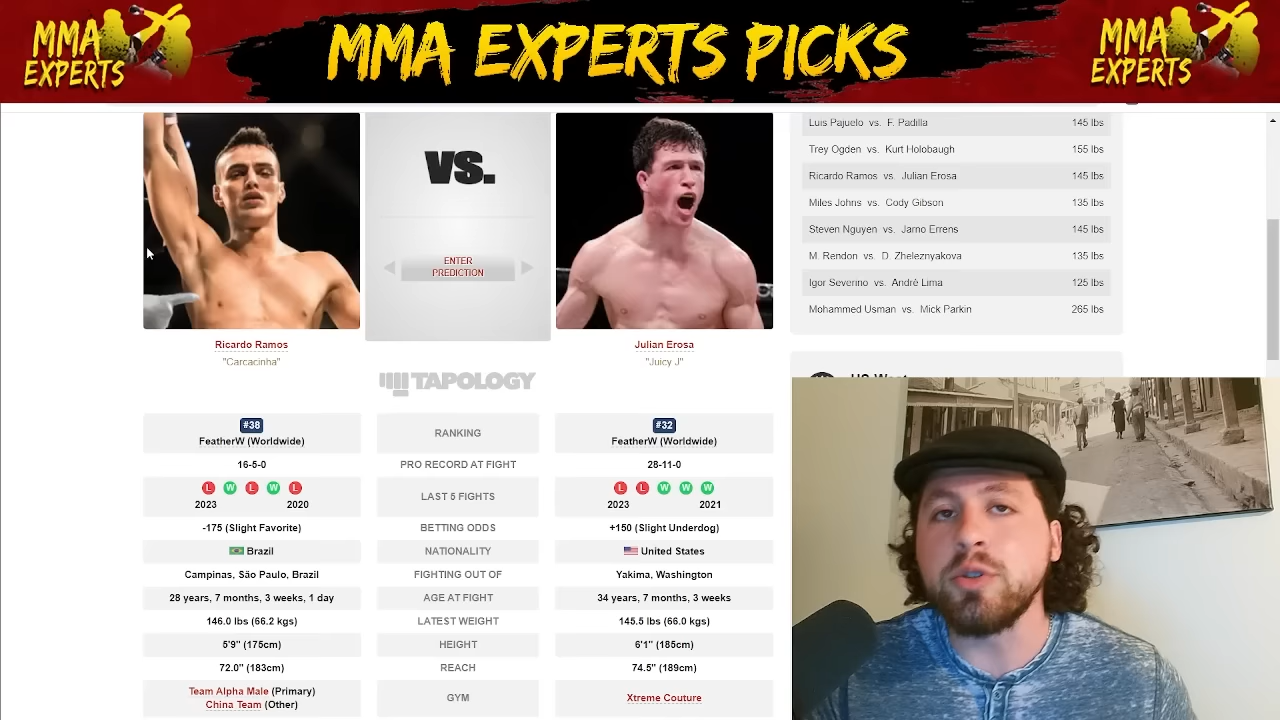 MMA
EXPERTS
MMA EXPERTS PICKS
MMA
EXPERTS
VS.
ENTER
PREDICTION
Ricardo Ramos
"Carcacinha"
Julian Erosa
"Juicy J"
TAPOLOGY
#38
FeatherW (Worldwide)
RANKING
#32
FeatherW (Worldwide)
16-5-0
PRO RECORD AT FIGHT
28-11-0
L W L W L
2023 2020
LAST 5 FIGHTS
L L W W W
2023 2021
-175 (Slight Favorite)
BETTING ODDS
+150 (Slight Underdog)
Brazil
NATIONALITY
United States
Campinas, São Paulo, Brazil
FIGHTING OUT OF
Yakima, Washington
28 years, 7 months, 3 weeks, 1 day
AGE AT FIGHT
34 years, 7 months, 3 weeks
146.0 lbs (66.2 kgs)
LATEST WEIGHT
145.5 lbs (66.0 kgs)
5'9" (175cm)
HEIGHT
6'1" (185cm)
72.0" (183cm)
REACH
74.5" (189cm)
Team Alpha Male (Primary)
China Team (Other)
GYM
Xtreme Couture
Luis Pajuelo vs. F. Padilla 145 lbs
Trey Ogden vs. Kurt Holobaugh 155 lbs
Ricardo Ramos vs. Julian Erosa 145 lbs
Miles Johns vs. Cody Gibson 135 lbs
Steven Nguyen vs. Jarno Errens 145 lbs
M. Rendon vs. D. Zheleznyakova 135 lbs
Igor Severino vs. André Lima 125 lbs
Mohammed Usman vs. Mick Parkin 265 lbs